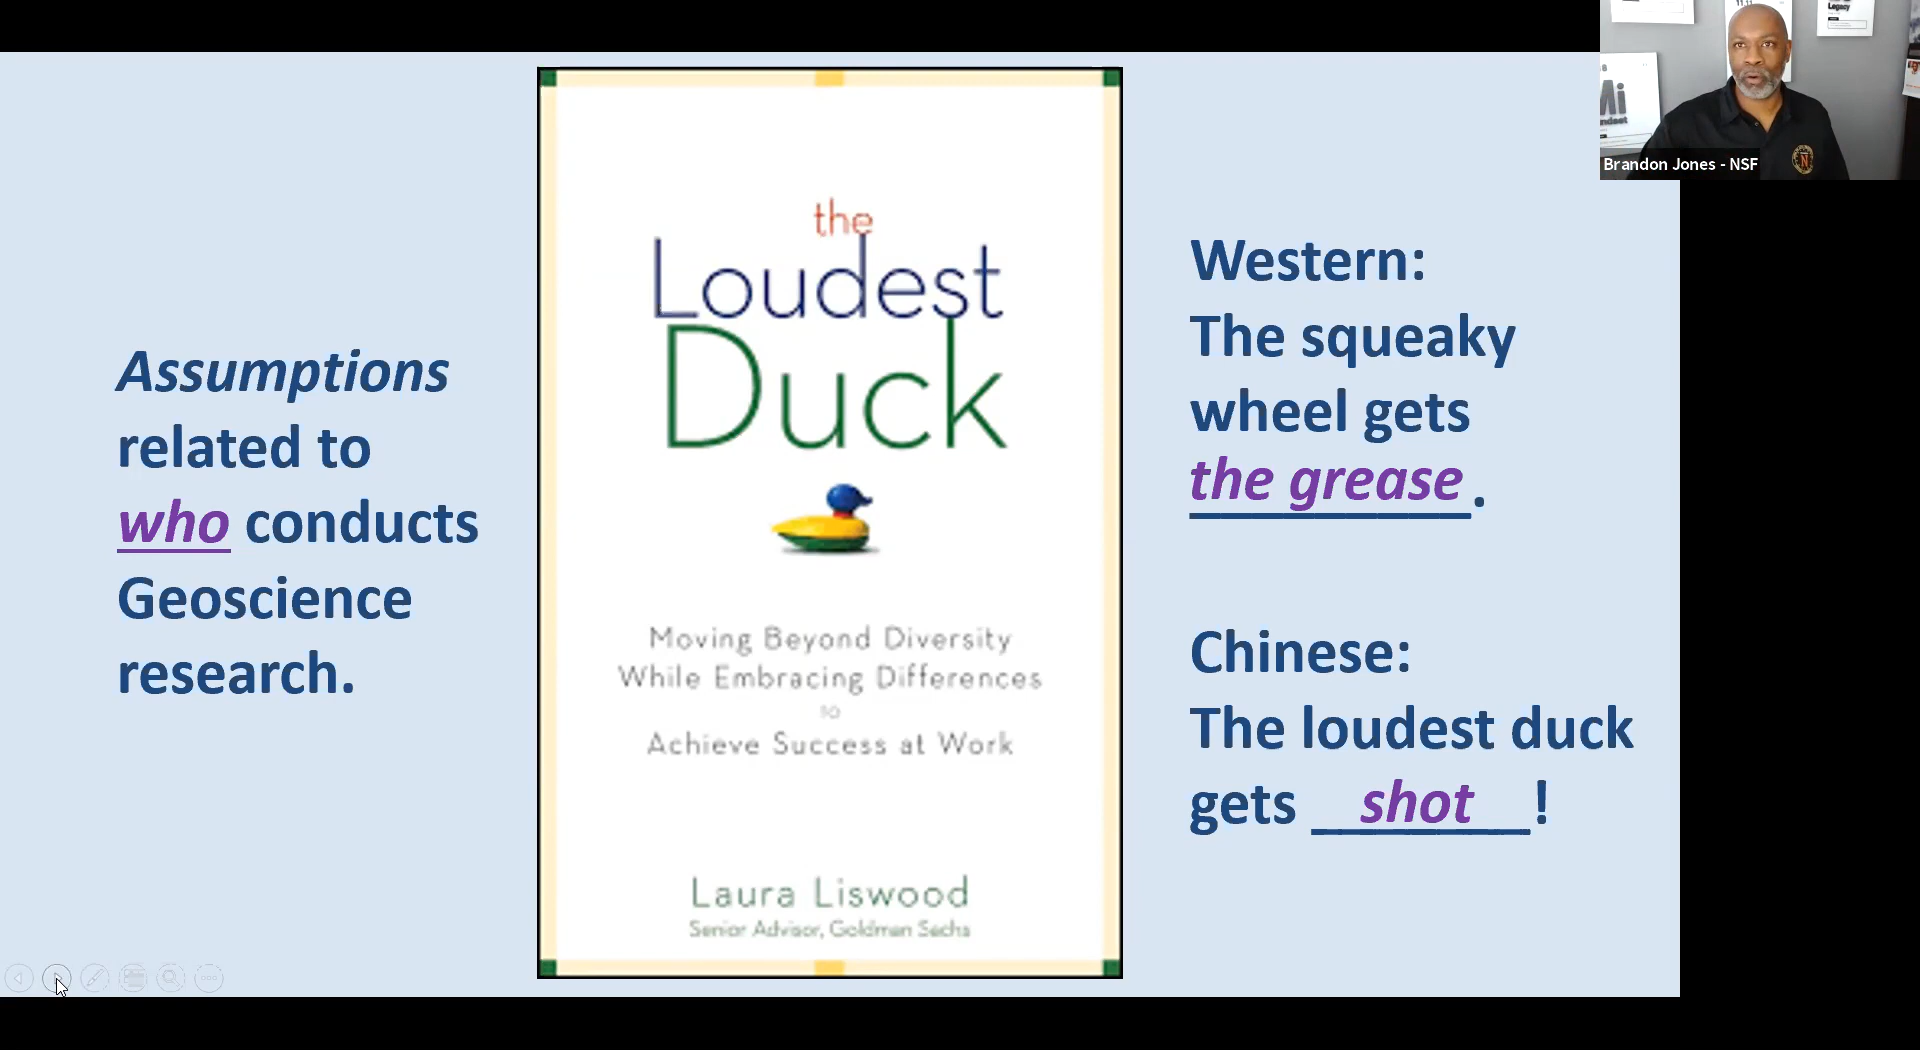 Assumptions
related to
who conducts
Geoscience
research.
the
Loudest
Duck
Moving Beyond Diversity
While Embracing Differences
to
Achieve Success at Work
Laura Liswood
Senior Advisor, Goldman Sachs
Western:
The squeaky
wheel gets
the grease.
Chinese:
The loudest duck
gets shot!
Legacy
Brandon Jones - NSF
N